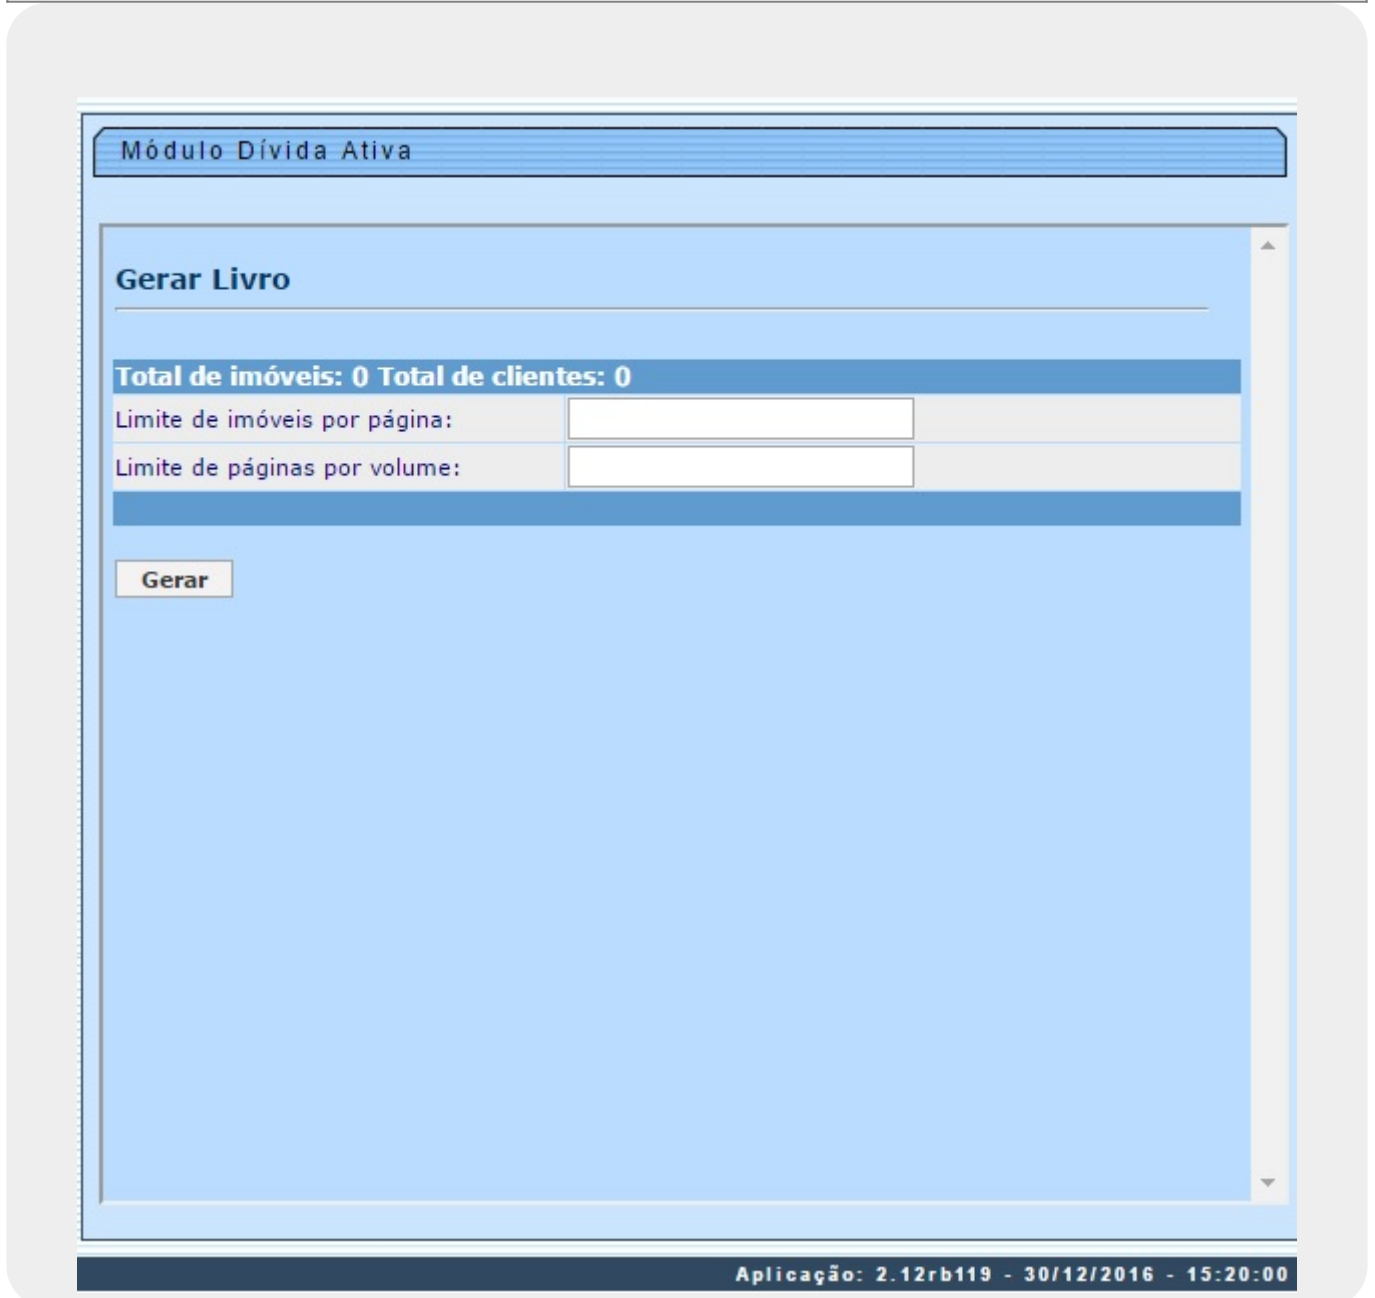 Módulo Dívida Ativa
Gerar Livro
Total de imóveis: 0 Total de clientes: 0
Limite de imóveis por página:
Limite de páginas por volume:
Gerar
Aplicação: 2.12rb119 - 30/12/2016 - 15:20:00